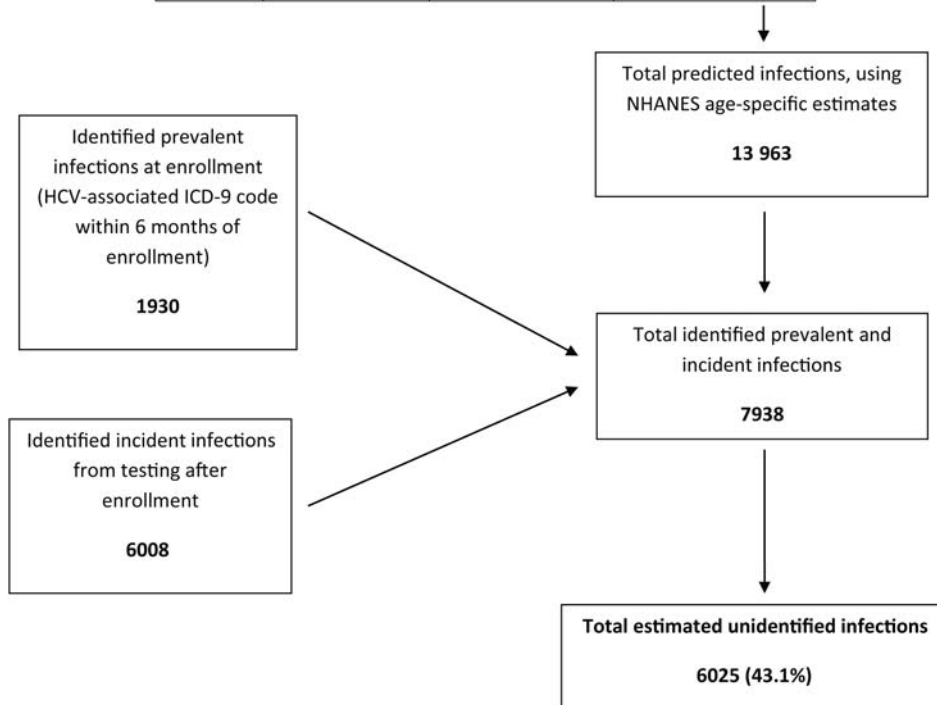 Total predicted infections, using
NHANES age-specific estimates
13 963
Identified prevalent
infections at enrollment
(HCV-associated ICD-9 code
within 6 months of
enrollment)
1930
Total identified prevalent and
incident infections
7938
Identified incident infections
from testing after
enrollment
6008
Total estimated unidentified infections
6025 (43.1%)